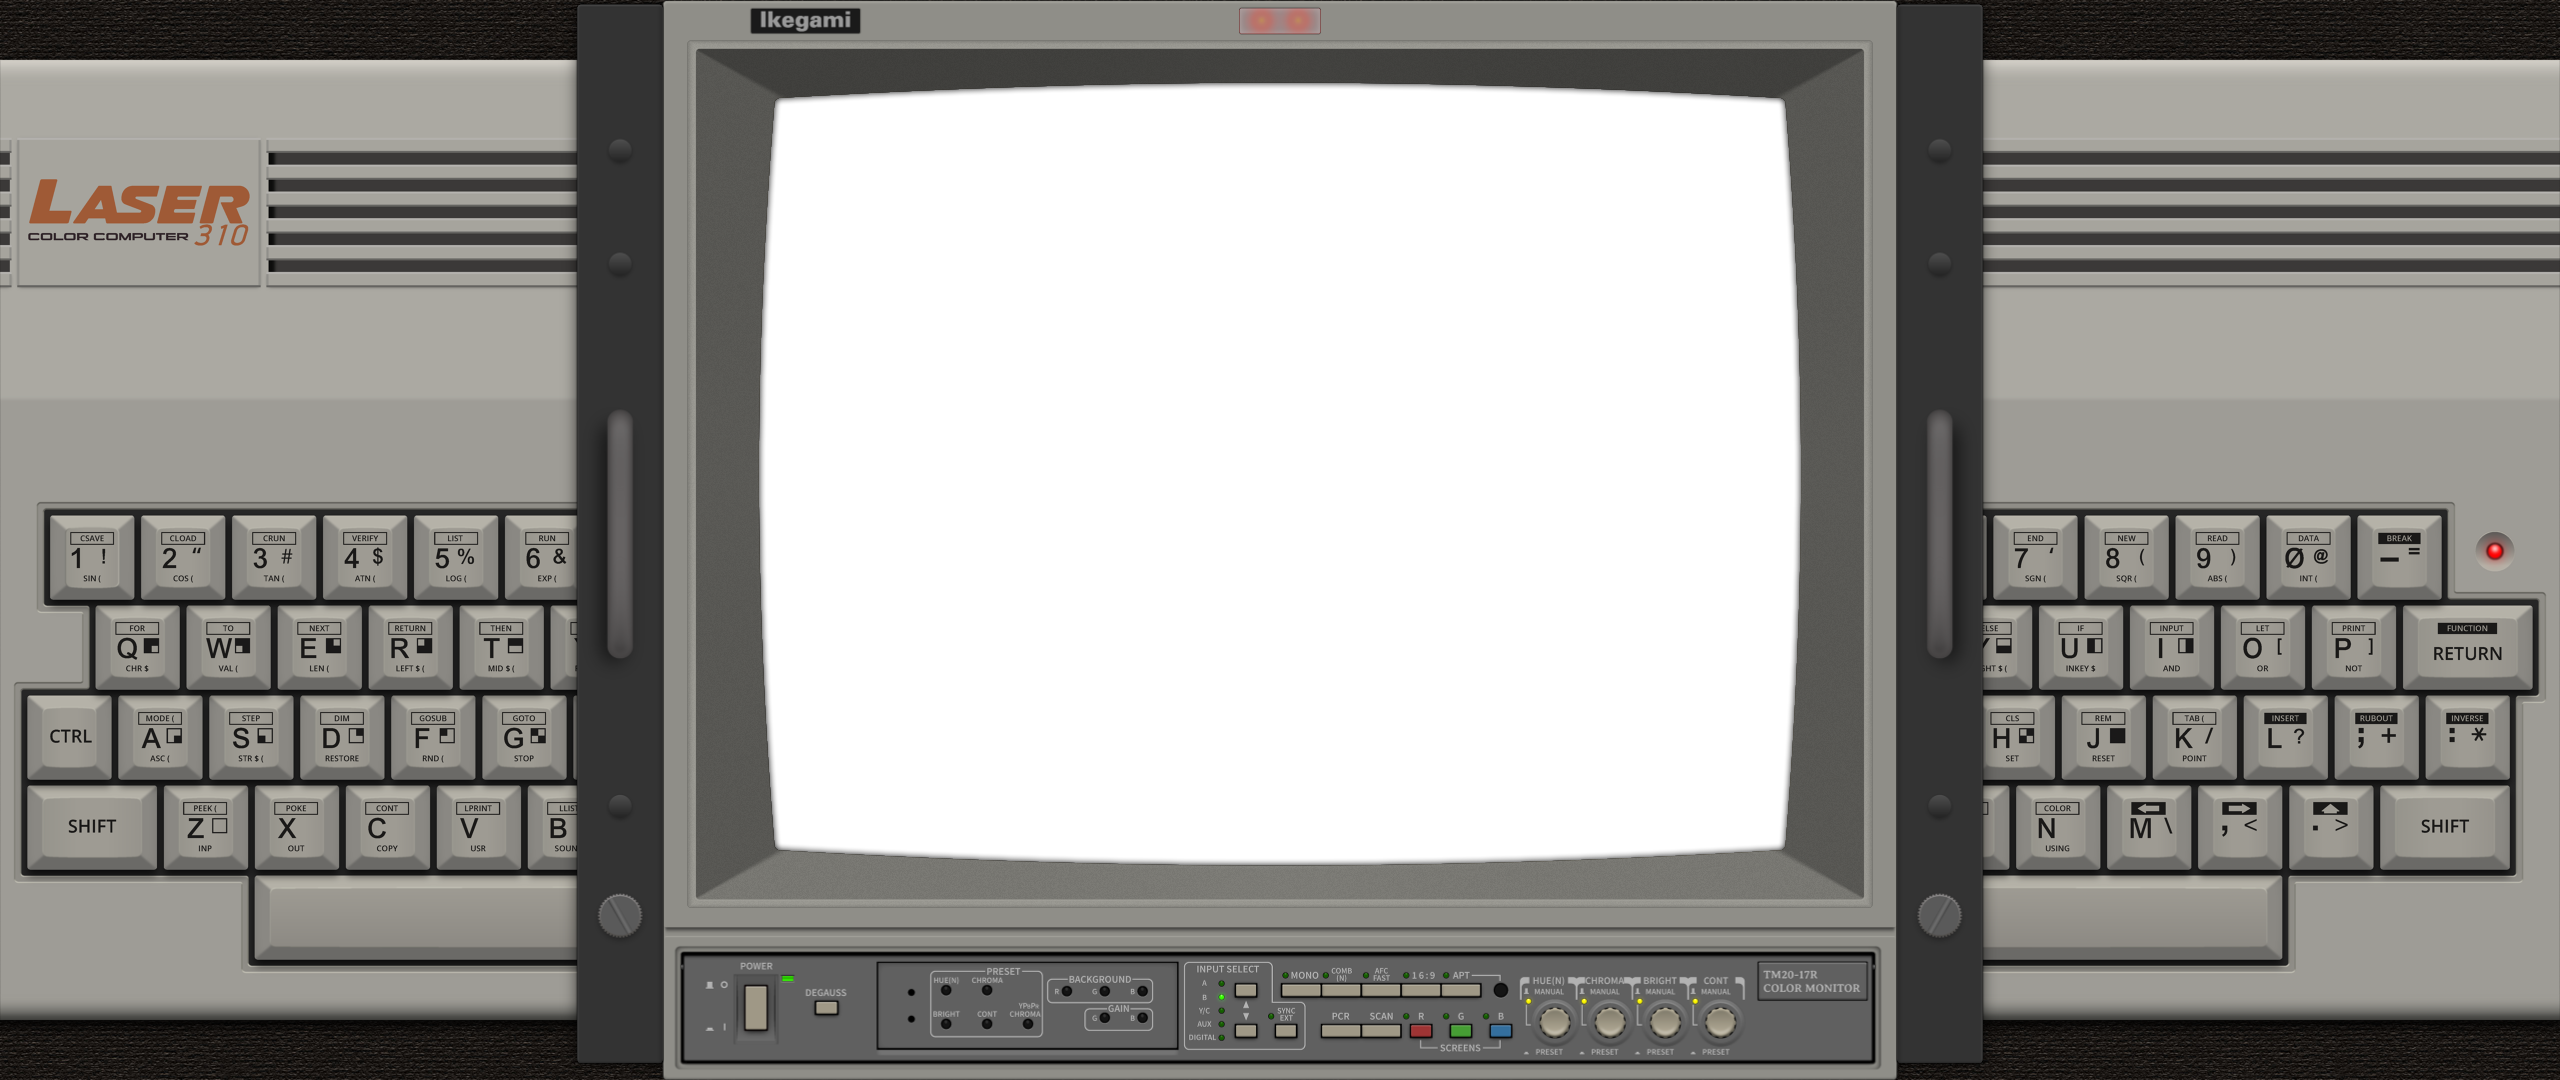 Ikegami
LASER
COLOR COMPUTER 310
CSAVE CLOAD CRUN VERIFY LIST RUN
1 ! 2 “ 3 # 4 $ 5 % 6 &
SIN ( COS ( TAN ( ATN ( LOG ( EXP (
END NEW READ DATA BREAK
7 ‘ 8 ( 9 ) Ø @ – =
SGN ( SQR ( ABS ( INT (
FOR TO NEXT RETURN THEN
Q W E R T
CHR $ VAL ( LEN ( LEFT $ ( MID $ (
IF INPUT LET PRINT FUNCTION
U I O [ P ] RETURN
INKEY $ AND OR NOT
MODE ( STEP DIM GOSUB GOTO
CTRL A S D F G
ASC ( STR $ ( RESTORE RND ( STOP
CLS REM TAB ( INSERT RUBOUT INVERSE
H J K / L ? ; + : *
SET RESET POINT
PEEK ( POKE CONT LPRINT
SHIFT Z X C V B
INP OUT COPY USR
COLOR
N M \ , < . > SHIFT
USING
POWER
DEGAUSS
PRESET
HUE(N) CHROMA
BRIGHT CONT YPBPR CHROMA
BACKGROUND
R G B
GAIN
G B
INPUT SELECT
A
B
Y/C
AUX
DIGITAL
SYNC EXT
MONO COMB (N) AFC FAST 16:9 APT
PCR SCAN R G B
SCREENS
HUE(N) CHROMA BRIGHT CONT
MANUAL MANUAL MANUAL MANUAL
PRESET PRESET PRESET PRESET
TM20-17R
COLOR MONITOR